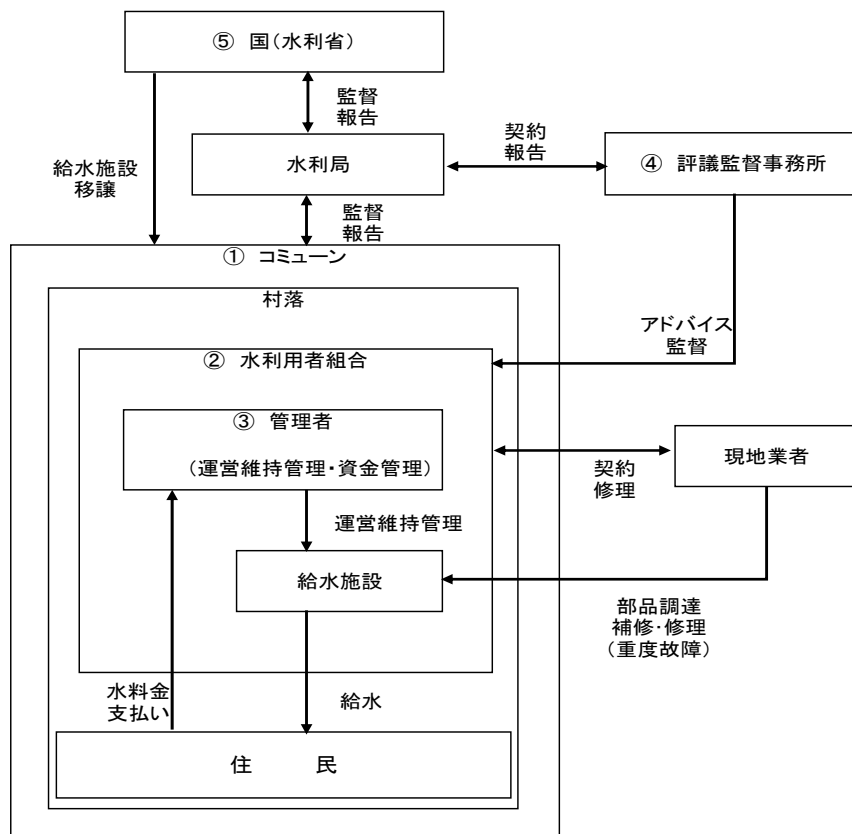 ⑤ 国(水利省)
監督
報告
契約
報告
水利局
④ 評議監督事務所
給水施設
移譲
監督
報告
① コミューン
村落
アドバイス
監督
② 水利用者組合
③ 管理者
(運営維持管理・資金管理)
現地業者
契約
修理
運営維持管理
給水施設
部品調達
補修・修理
(重度故障)
水料金
支払い
給水
住 民